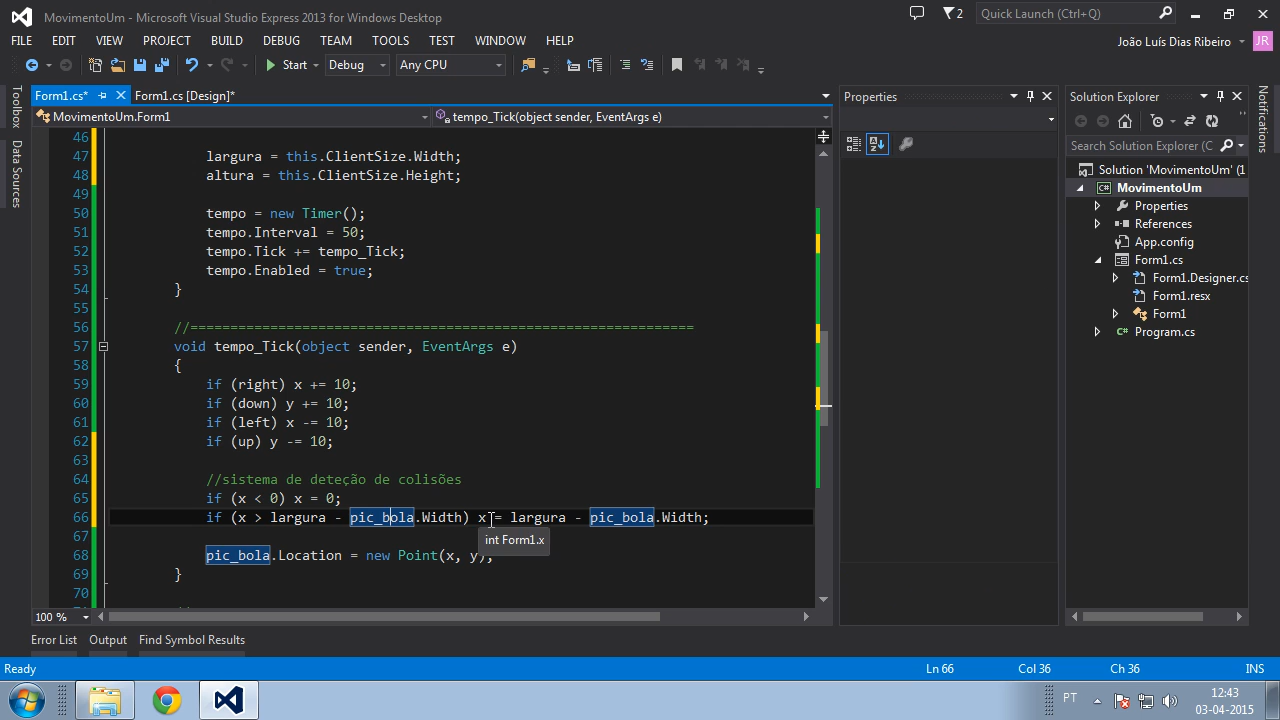 MovimentoUm - Microsoft Visual Studio Express 2013 for Windows Desktop
2
Quick Launch (Ctrl+Q)
FILE EDIT VIEW PROJECT BUILD DEBUG TEAM TOOLS TEST WINDOW HELP
João Luís Dias Ribeiro JR
Start Debug Any CPU
Form1.cs* Form1.cs [Design]*
MovimentoUm.Form1
tempo_Tick(object sender, EventArgs e)
Toolbox
Data Sources
46
47 largura = this.ClientSize.Width;
48 altura = this.ClientSize.Height;
49
50 tempo = new Timer();
51 tempo.Interval = 50;
52 tempo.Tick += tempo_Tick;
53 tempo.Enabled = true;
54 }
55
56 //===============================================================
57 void tempo_Tick(object sender, EventArgs e)
58 {
59 if (right) x += 10;
60 if (down) y += 10;
61 if (left) x -= 10;
62 if (up) y -= 10;
63
64 //sistema de deteção de colisões
65 if (x < 0) x = 0;
66 if (x > largura - pic_bola.Width) x = largura - pic_bola.Width;
67
int Form1.x
68 pic_bola.Location = new Point(x, y);
69 }
70
100 %
Properties
Solution Explorer
Search Solution Explorer (C
Solution 'MovimentoUm' (1
MovimentoUm
Properties
References
App.config
Form1.cs
Form1.Designer.cs
Form1.resx
Form1
Program.cs
Notifications
Error List Output Find Symbol Results
Ready Ln 66 Col 36 Ch 36 INS
PT
12:43
03-04-2015